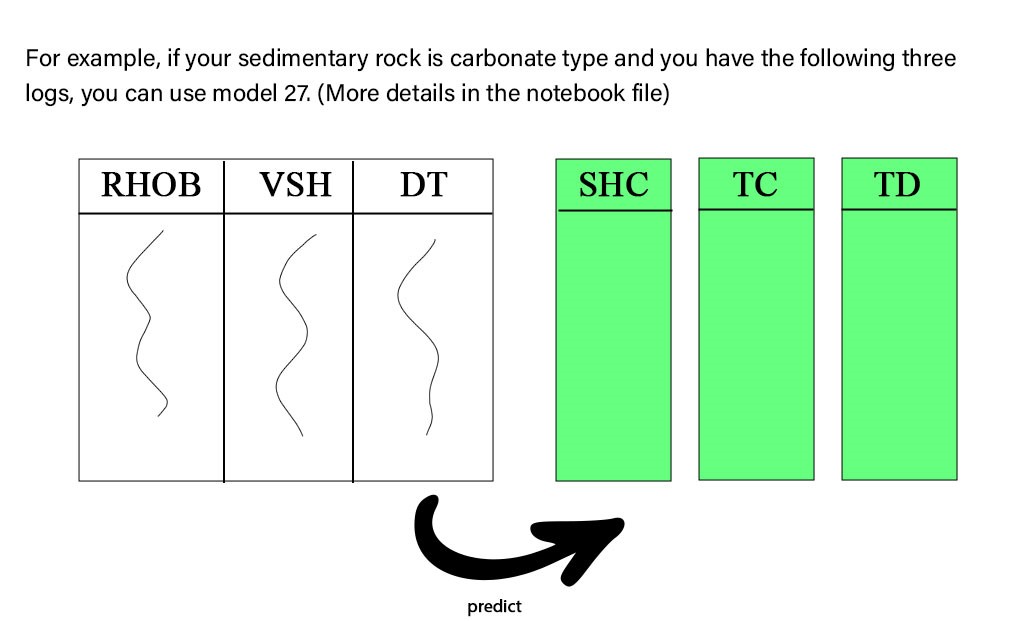 For example, if your sedimentary rock is carbonate type and you have the following three
logs, you can use model 27. (More details in the notebook file)
RHOB VSH DT SHC TC TD
predict